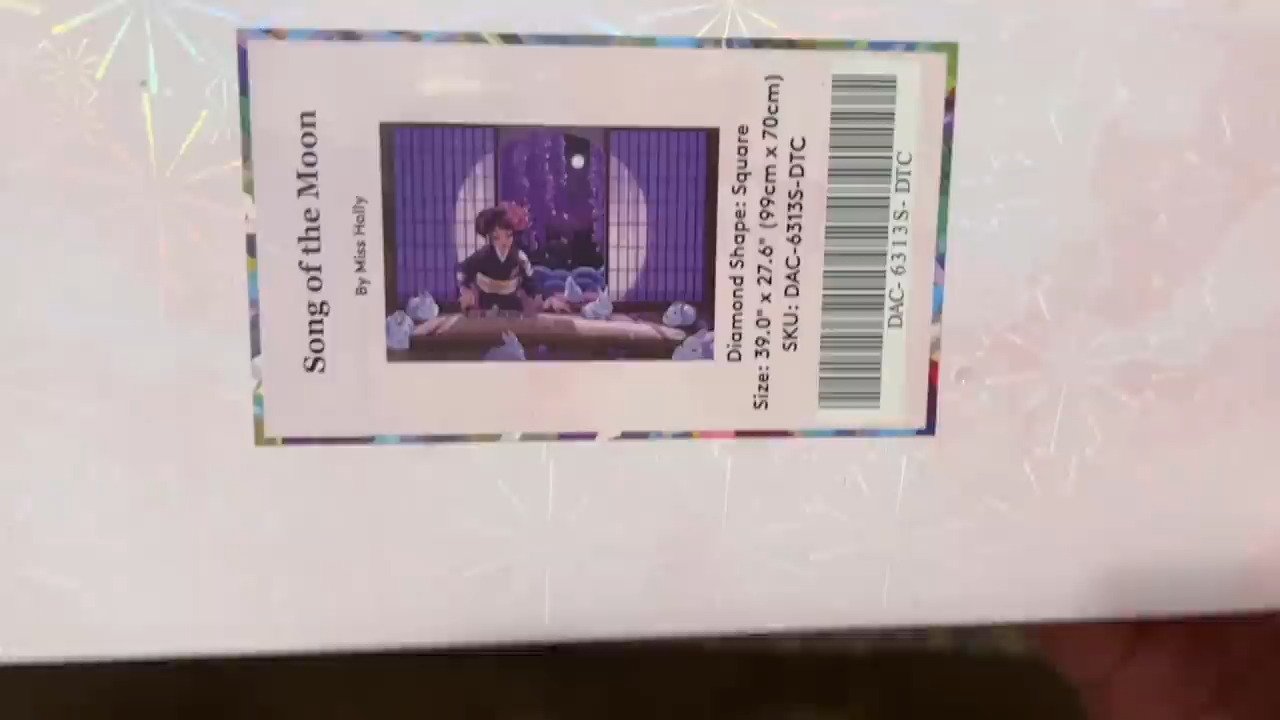 Song of the Moon
By Miss Holly
Diamond Shape: Square
Size: 39.0" x 27.6" (99cm x 70cm)
SKU: DAC-6313S-DTC
DAC- 6313S- DTC